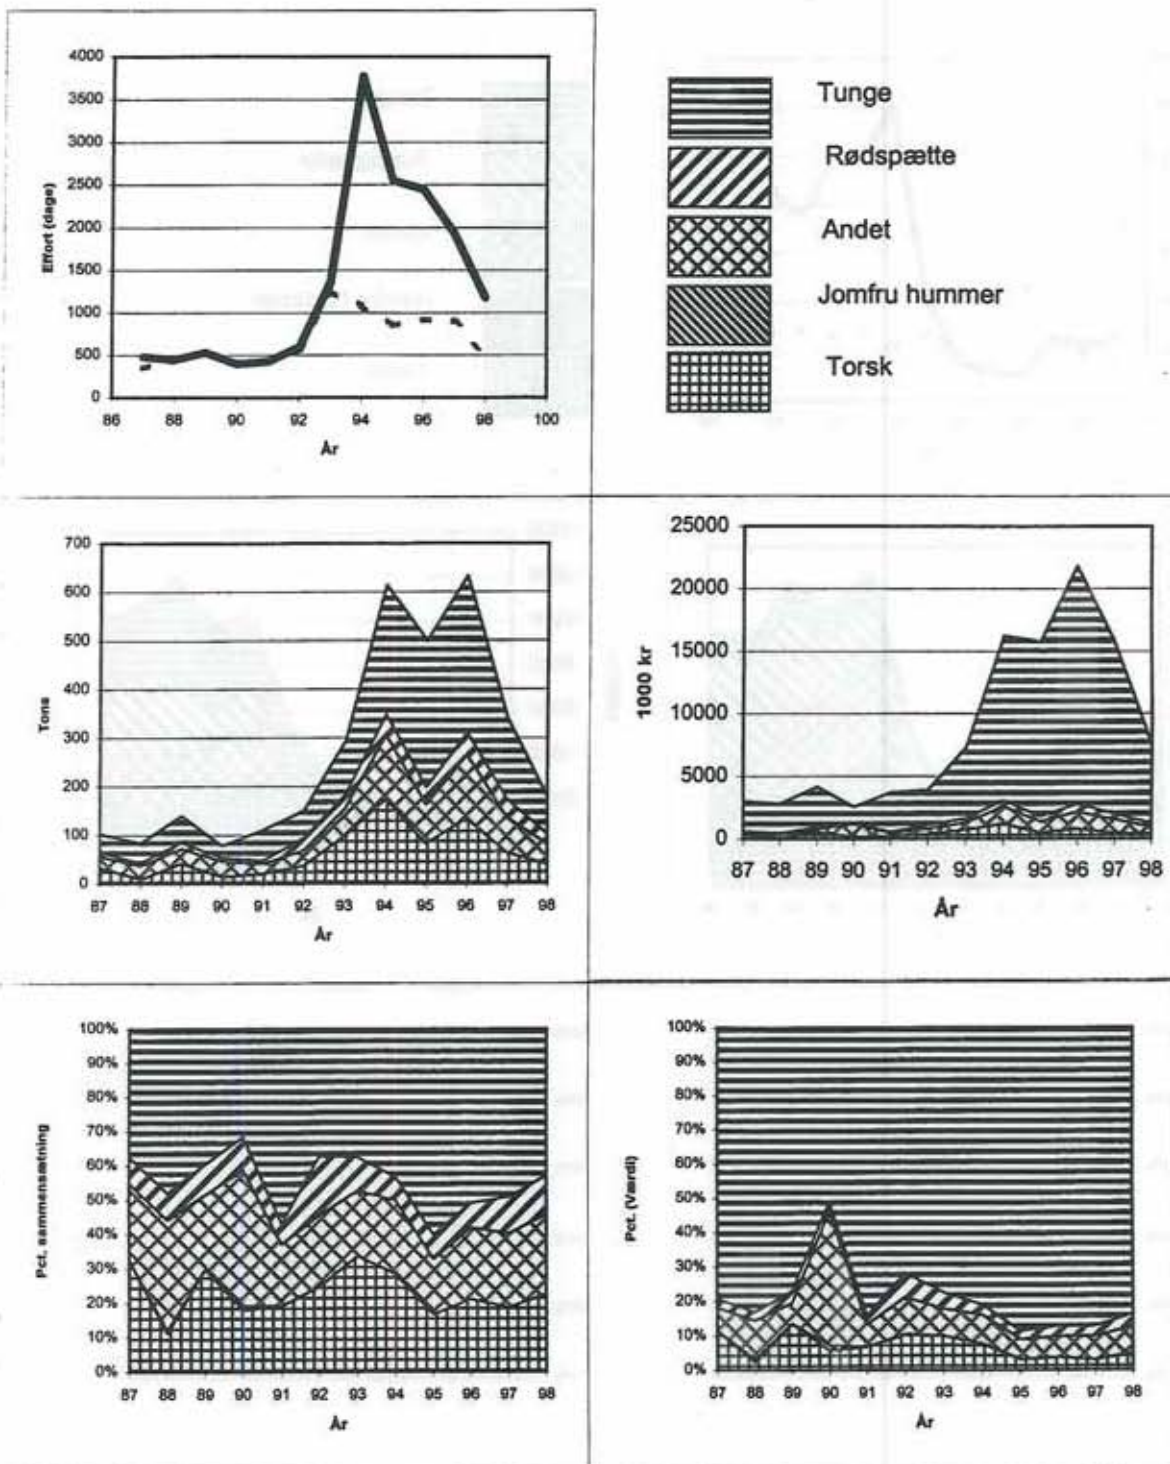 4000
3500
3000
2500
2000
1500
1000
500
0
Effort (dage)
86 88 90 92 94 96 98 100
År
Tunge
Rødspætte
Andet
Jomfru hummer
Torsk
700
600
500
400
300
200
100
0
Tons
87 88 89 90 91 92 93 94 95 96 97 98
År
25000
20000
15000
10000
5000
0
1000 kr
87 88 89 90 91 92 93 94 95 96 97 98
År
100%
90%
80%
70%
60%
50%
40%
30%
20%
10%
0%
Pct. sammensætning
87 88 89 90 91 92 93 94 95 96 97 98
År
100%
90%
80%
70%
60%
50%
40%
30%
20%
10%
0%
Pct. (Værdi)
87 88 89 90 91 92 93 94 95 96 97 98
År